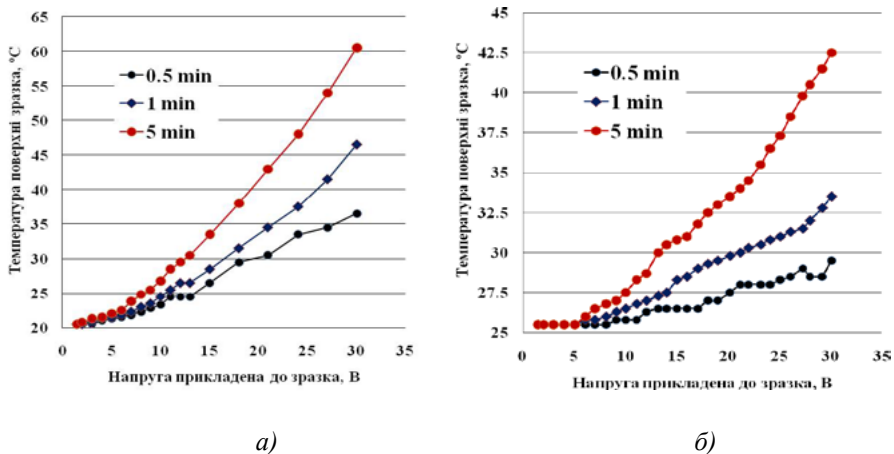 Температура поверхні зразка, °C
65
60
55
50
45
40
35
30
25
20
0.5 min
1 min
5 min
0 5 10 15 20 25 30 35
Напруга прикладена до зразка, В
а)
Температура поверхні зразка, °C
45
42.5
40
37.5
35
32.5
30
27.5
25
0.5 min
1 min
5 min
0 5 10 15 20 25 30 35
Напруга прикладена до зразка, В
б)